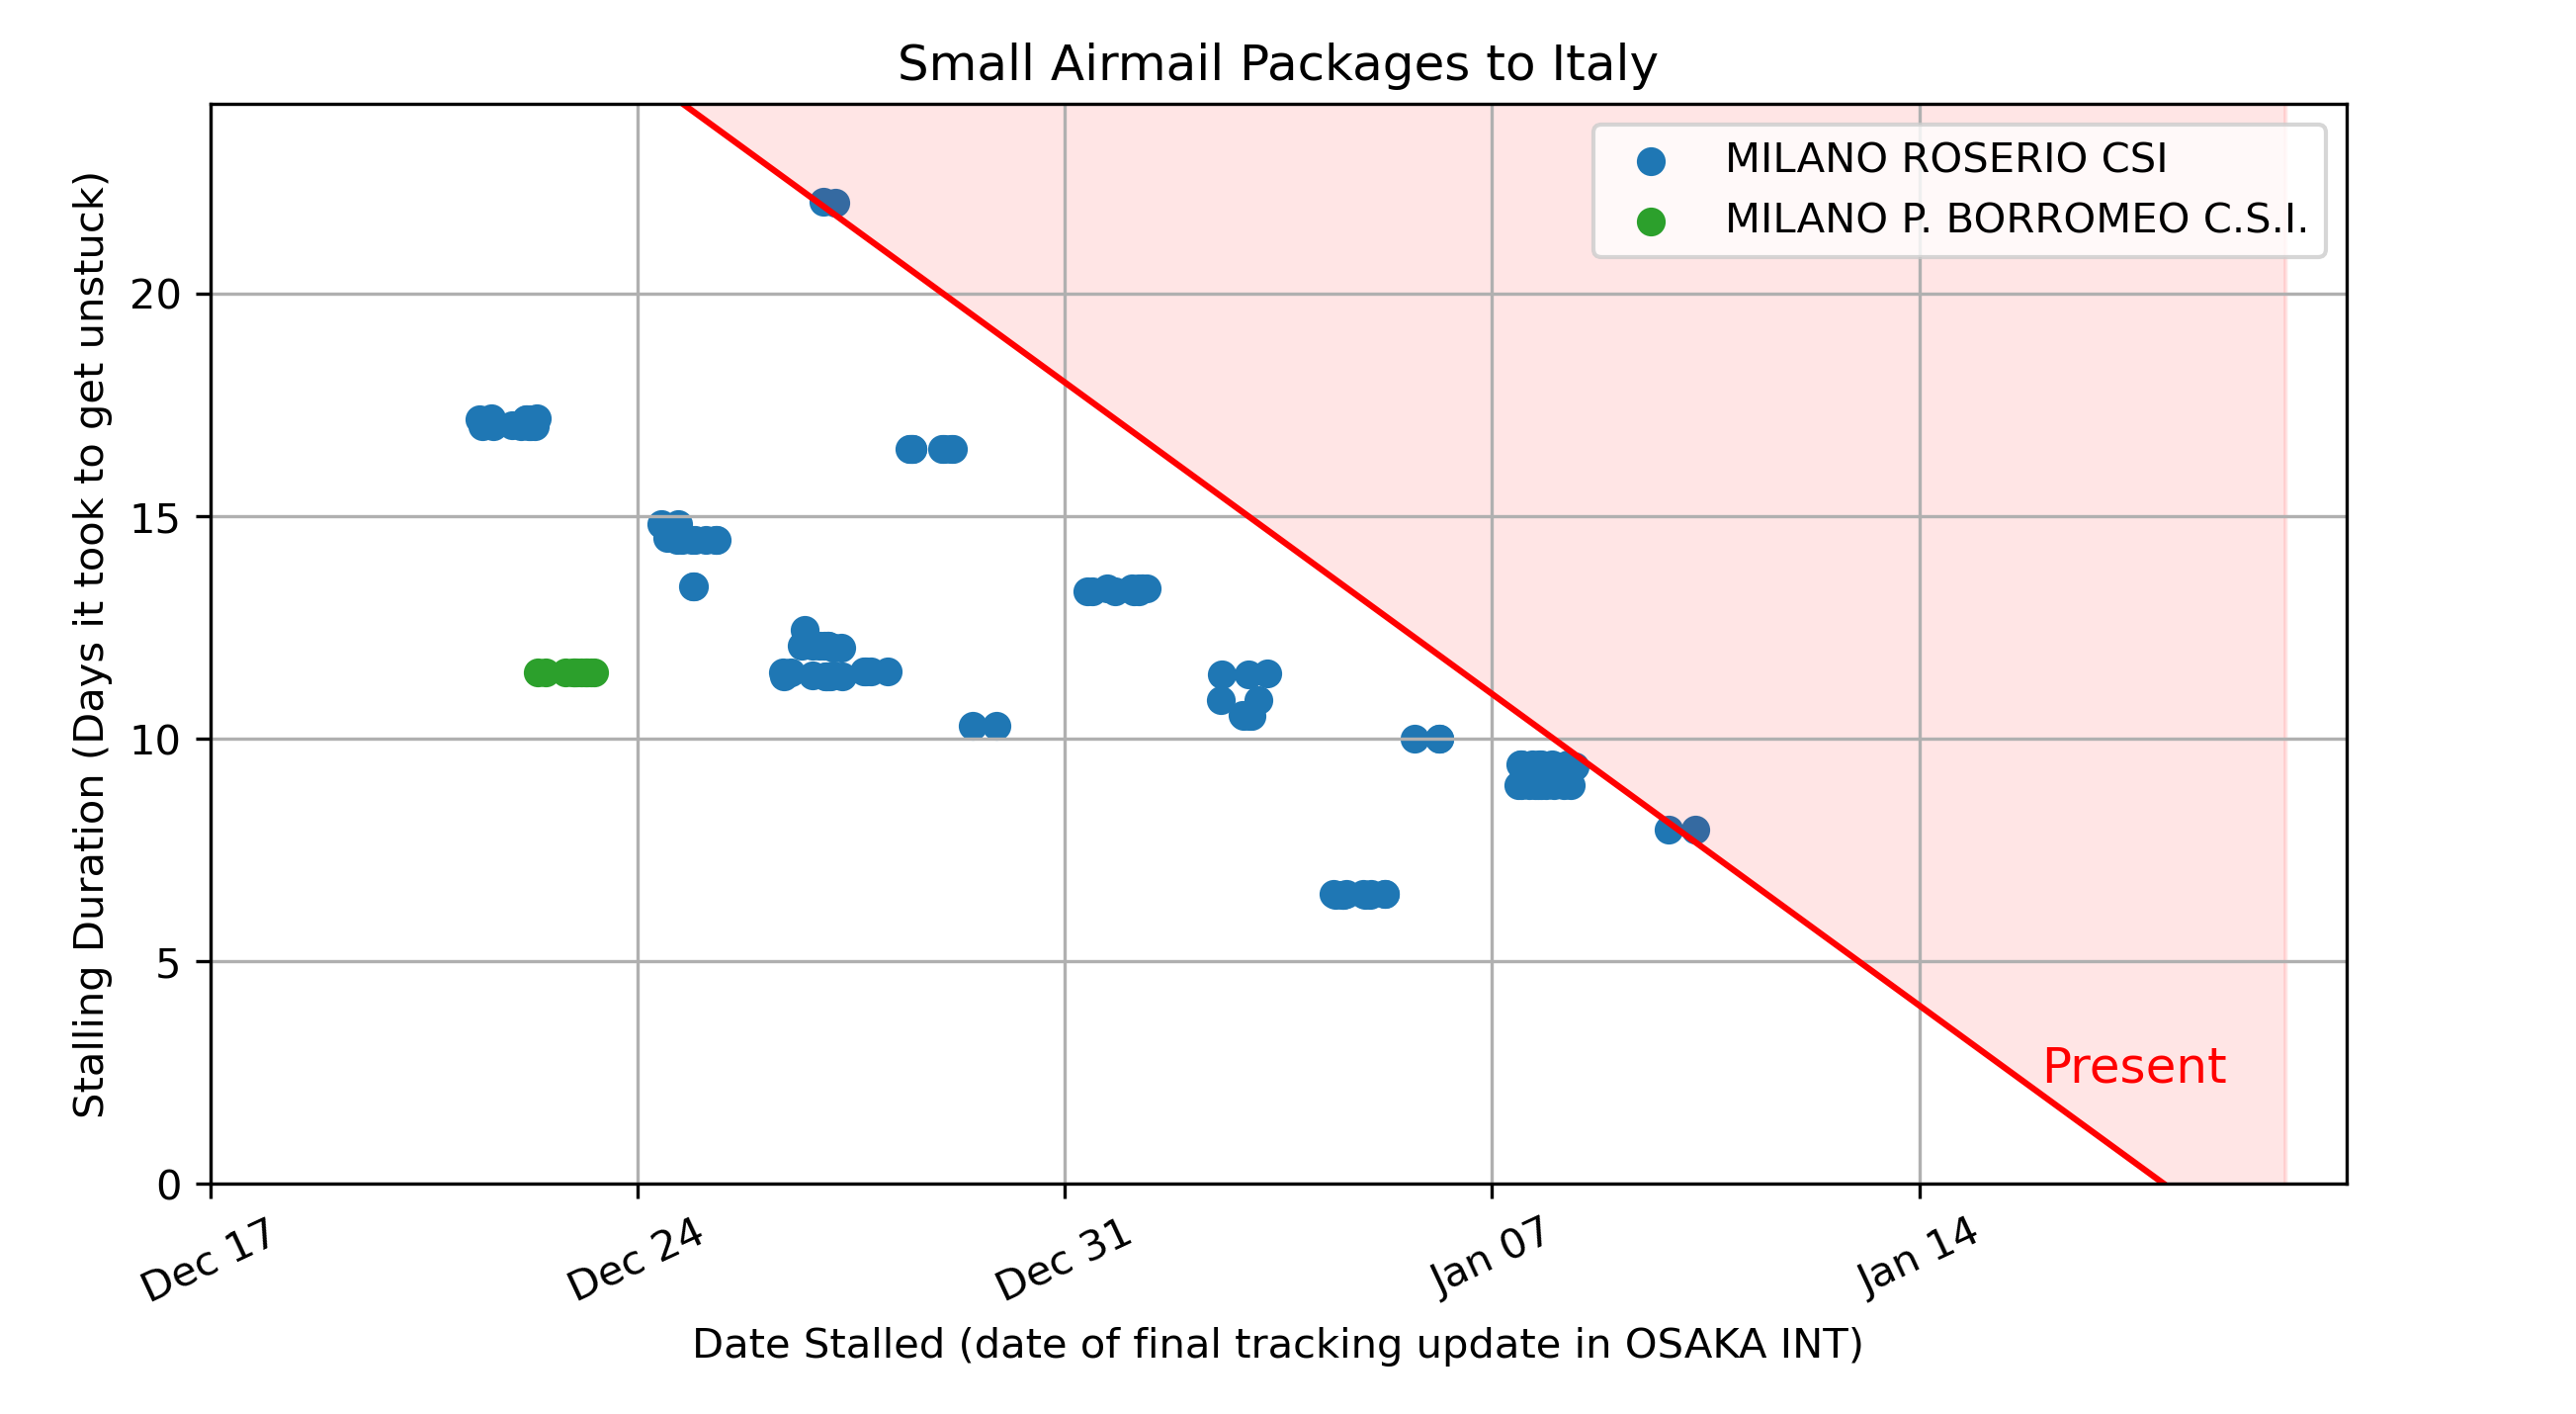 Small Airmail Packages to Italy
MILANO ROSERIO CSI
MILANO P. BORROMEO C.S.I.
Stalling Duration (Days it took to get unstuck)
20
15
10
5
0
Present
Dec 17
Dec 24
Dec 31
Jan 07
Jan 14
Date Stalled (date of final tracking update in OSAKA INT)